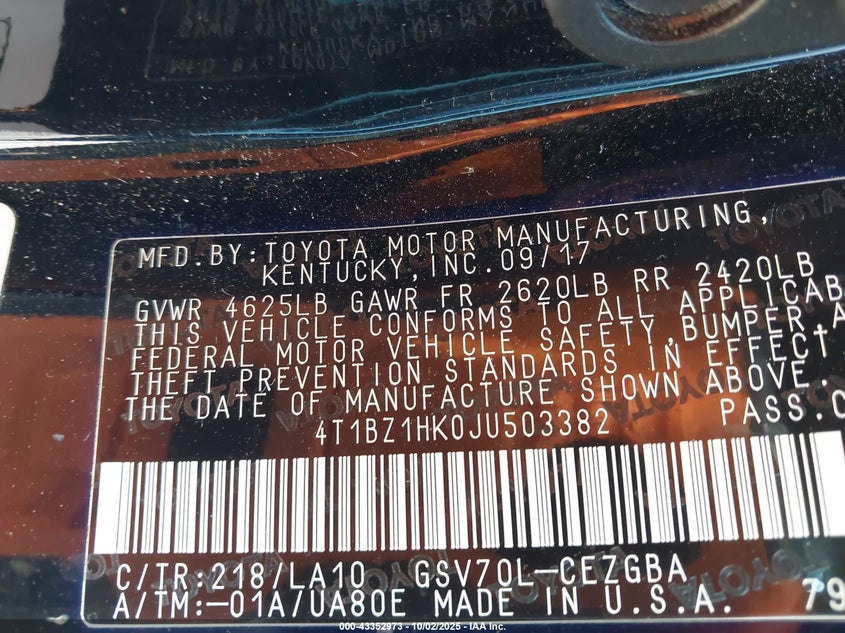 MFD.BY:TOYOTA MOTOR MANUFACTURING,
KENTUCKY,INC.09/17
GVWR 4625LB GAWR FR 2620LB RR 2420LB
THIS VEHICLE CONFORMS TO ALL APPLICAB
FEDERAL MOTOR VEHICLE SAFETY,BUMPER,A
THEFT PREVENTION STANDARDS IN EFFECT
THE DATE OF MANUFACTURE SHOWN ABOVE.
4T1BZ1HK0JU503382 PASS.C
C/TR:218/LA10 GSV70L-CEZGBA
A/TM:-01A/UA80E MADE IN U.S.A. 79
000-43352973 - 10/02/2025 - IAA Inc.